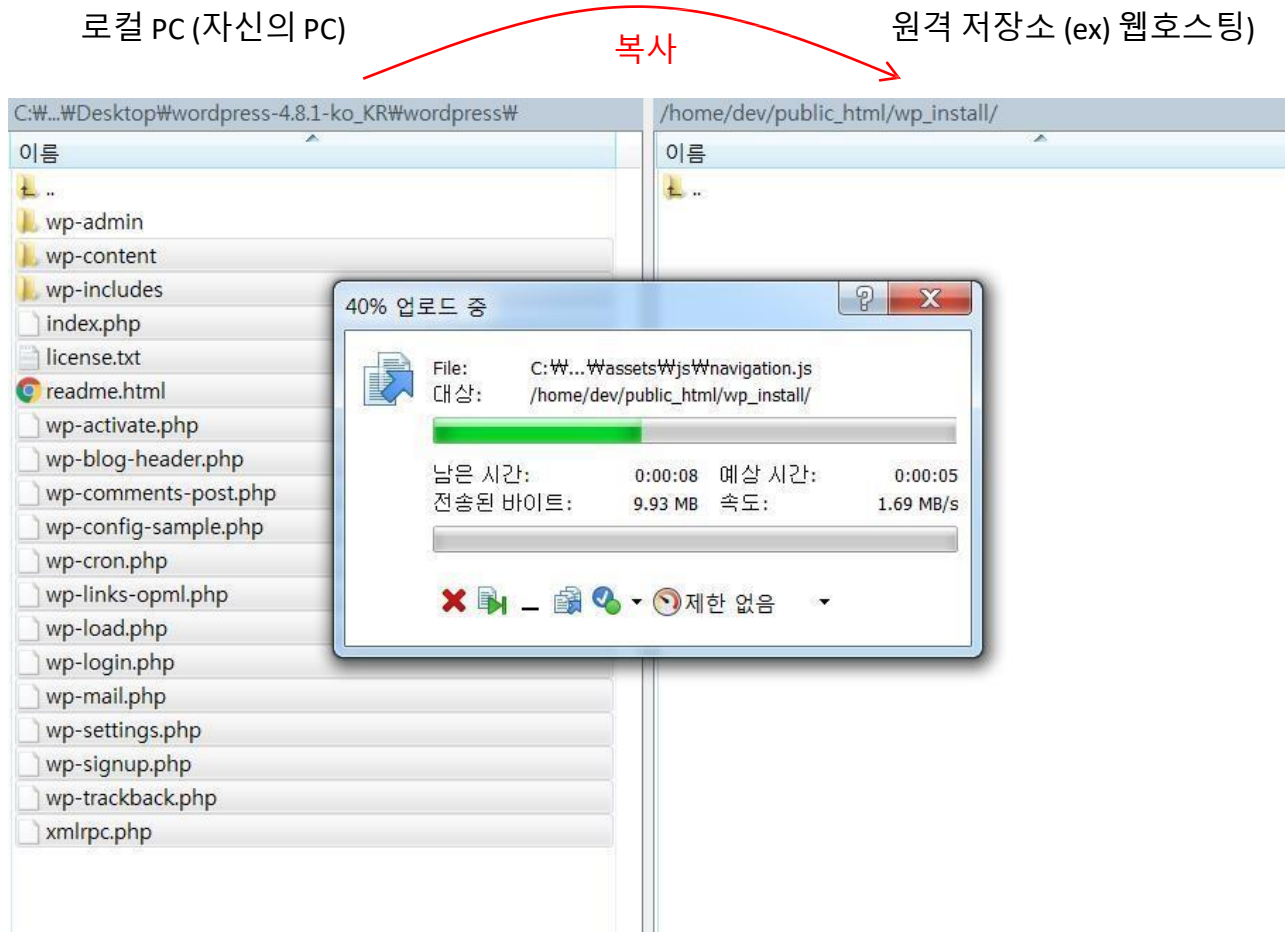 로컬 PC (자신의 PC)
복사
원격 저장소 (ex) 웹호스팅)
C:₩...₩Desktop₩wordpress-4.8.1-ko_KR₩wordpress₩
/home/dev/public_html/wp_install/
이름
이름
..
..
wp-admin
wp-content
wp-includes
index.php
license.txt
readme.html
wp-activate.php
wp-blog-header.php
wp-comments-post.php
wp-config-sample.php
wp-cron.php
wp-links-opml.php
wp-load.php
wp-login.php
wp-mail.php
wp-settings.php
wp-signup.php
wp-trackback.php
xmlrpc.php
40% 업로드 중
File: C:₩...₩assets₩js₩navigation.js
대상: /home/dev/public_html/wp_install/
남은 시간: 0:00:08 예상 시간: 0:00:05
전송된 바이트: 9.93 MB 속도: 1.69 MB/s
제한 없음